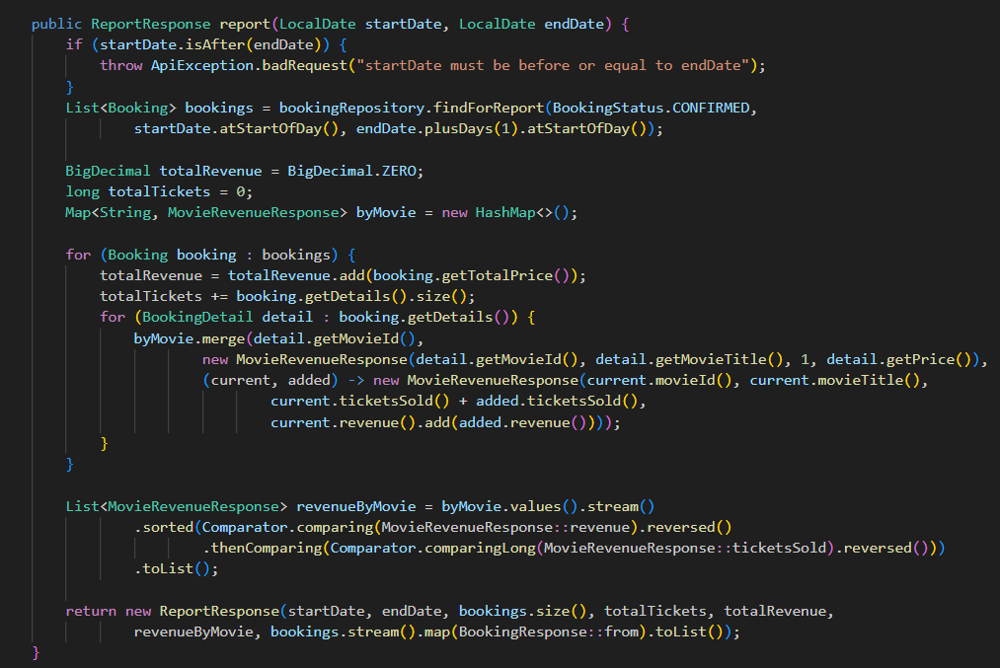 public ReportResponse report(LocalDate startDate, LocalDate endDate) {
    if (startDate.isAfter(endDate)) {
        throw ApiException.badRequest("startDate must be before or equal to endDate");
    }
    List<Booking> bookings = bookingRepository.findForReport(BookingStatus.CONFIRMED,
            startDate.atStartOfDay(), endDate.plusDays(1).atStartOfDay());

    BigDecimal totalRevenue = BigDecimal.ZERO;
    long totalTickets = 0;
    Map<String, MovieRevenueResponse> byMovie = new HashMap<>();

    for (Booking booking : bookings) {
        totalRevenue = totalRevenue.add(booking.getTotalPrice());
        totalTickets += booking.getDetails().size();
        for (BookingDetail detail : booking.getDetails()) {
            byMovie.merge(detail.getMovieId(),
                    new MovieRevenueResponse(detail.getMovieId(), detail.getMovieTitle(), 1, detail.getPrice()),
                    (current, added) -> new MovieRevenueResponse(current.movieId(), current.movieTitle(),
                            current.ticketsSold() + added.ticketsSold(),
                            current.revenue().add(added.revenue())));
        }
    }

    List<MovieRevenueResponse> revenueByMovie = byMovie.values().stream()
            .sorted(Comparator.comparing(MovieRevenueResponse::revenue).reversed()
                    .thenComparing(Comparator.comparingLong(MovieRevenueResponse::ticketsSold).reversed()))
            .toList();

    return new ReportResponse(startDate, endDate, bookings.size(), totalTickets, totalRevenue,
            revenueByMovie, bookings.stream().map(BookingResponse::from).toList());
}